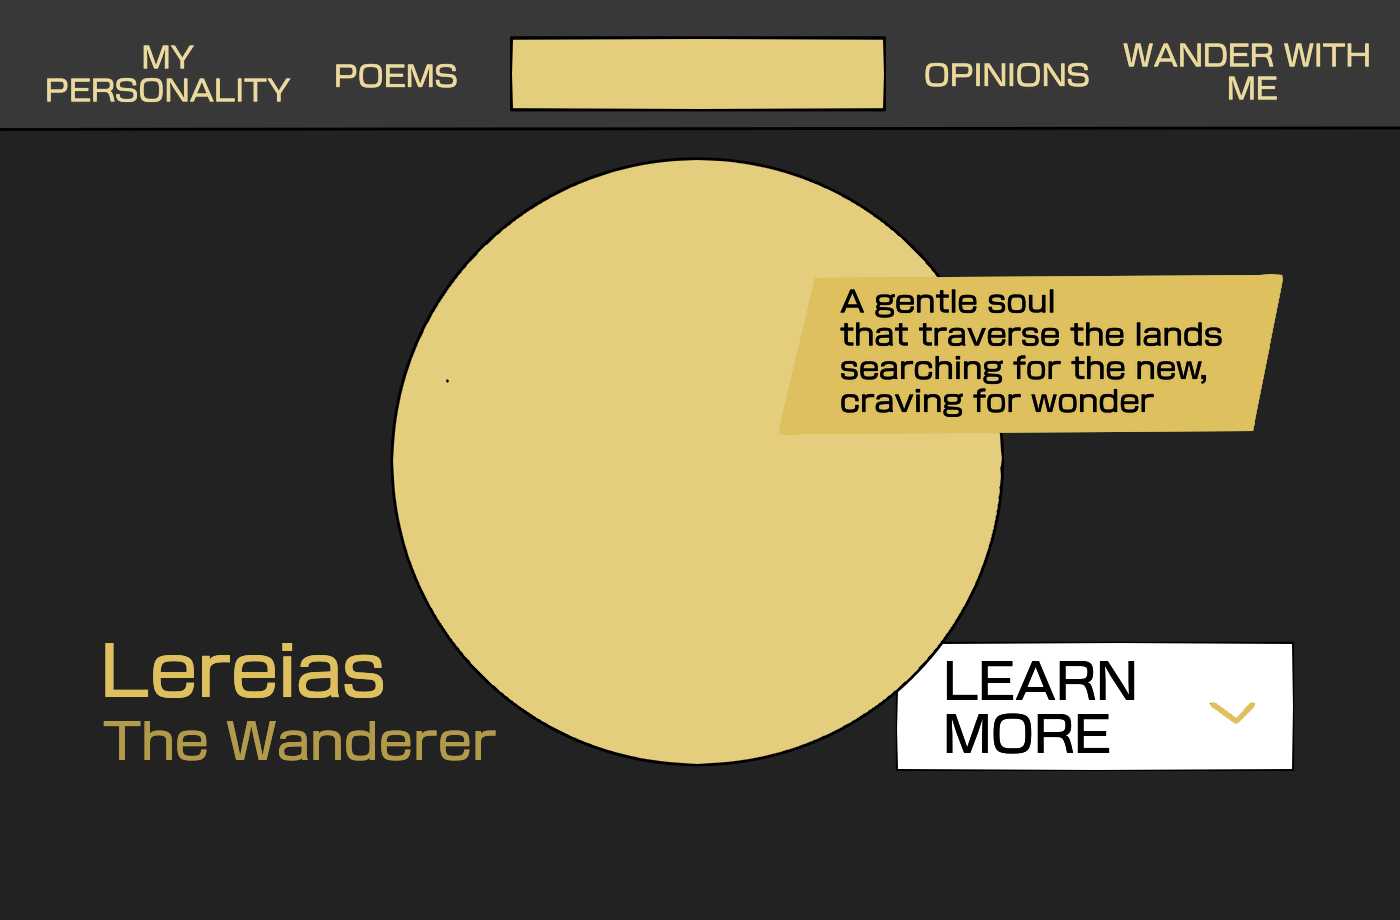 MY
PERSONALITY
POEMS
OPINIONS
WANDER WITH
ME
A gentle soul
that traverse the lands
searching for the new,
craving for wonder
Lereias
The Wanderer
LEARN
MORE